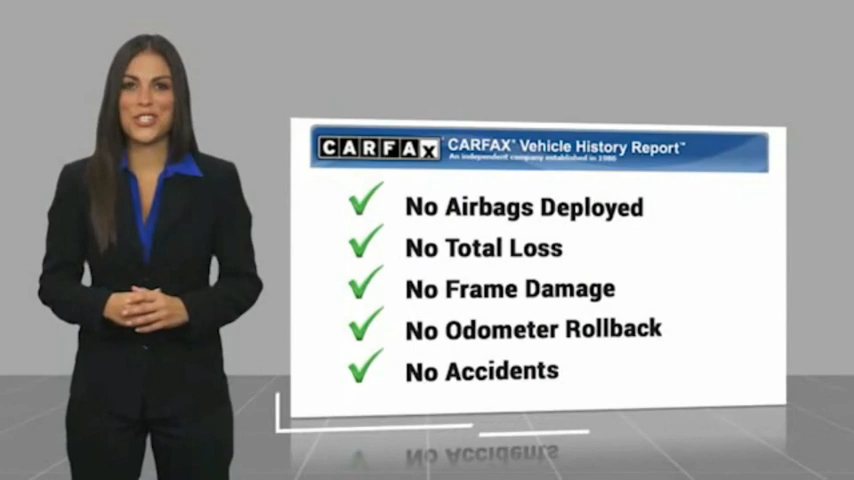 CARFAX CARFAX® Vehicle History Report™
An independent company established in 1986
No Airbags Deployed
No Total Loss
No Frame Damage
No Odometer Rollback
No Accidents
No Accidents